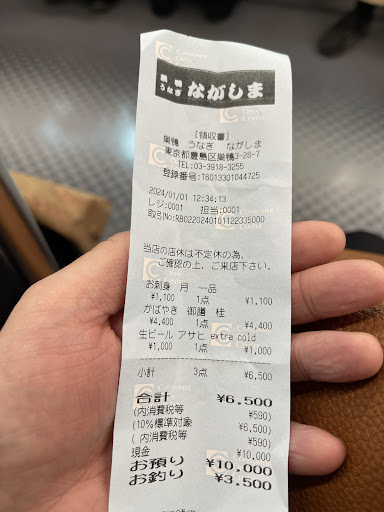 巣鴨
うなぎ ながしま
[領収書]
巣鴨 うなぎ ながしま
東京都豊島区巣鴨3-28-7
TEL:03-3918-3255
登録番号:T6013301044725
2024/01/01 12:34:13
レジ:0001 担当:0001
取引No:RB0220240101122335000
当店の店休は不定休の為、
ご確認の上、ご来店下さい。
お刺身 月 一品
¥1,100 1点 ¥1,100
かばやき 御膳 桂
¥4,400 1点 ¥4,400
生ビール アサヒ extra cold
¥1,000 1点 ¥1,000
小計 3点 ¥6,500
合計 ¥6,500
(内消費税等 ¥590)
(10%標準対象 ¥6,500)
(内消費税等 ¥590)
現金 ¥10,000
お預り ¥10,000
お釣り ¥3,500